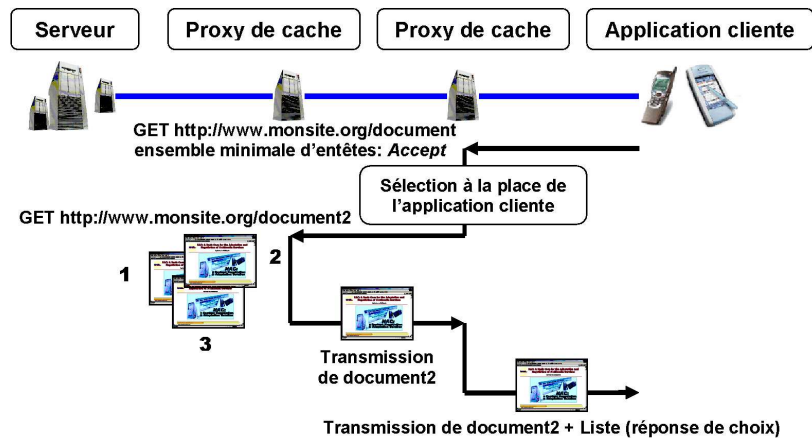 Serveur
Proxy de cache
Proxy de cache
Application cliente
GET http://www.monsite.org/document
ensemble minimale d'entêtes: Accept
Sélection à la place de
l'application cliente
GET http://www.monsite.org/document2
1
2
3
Transmission
de document2
Transmission de document2 + Liste (réponse de choix)